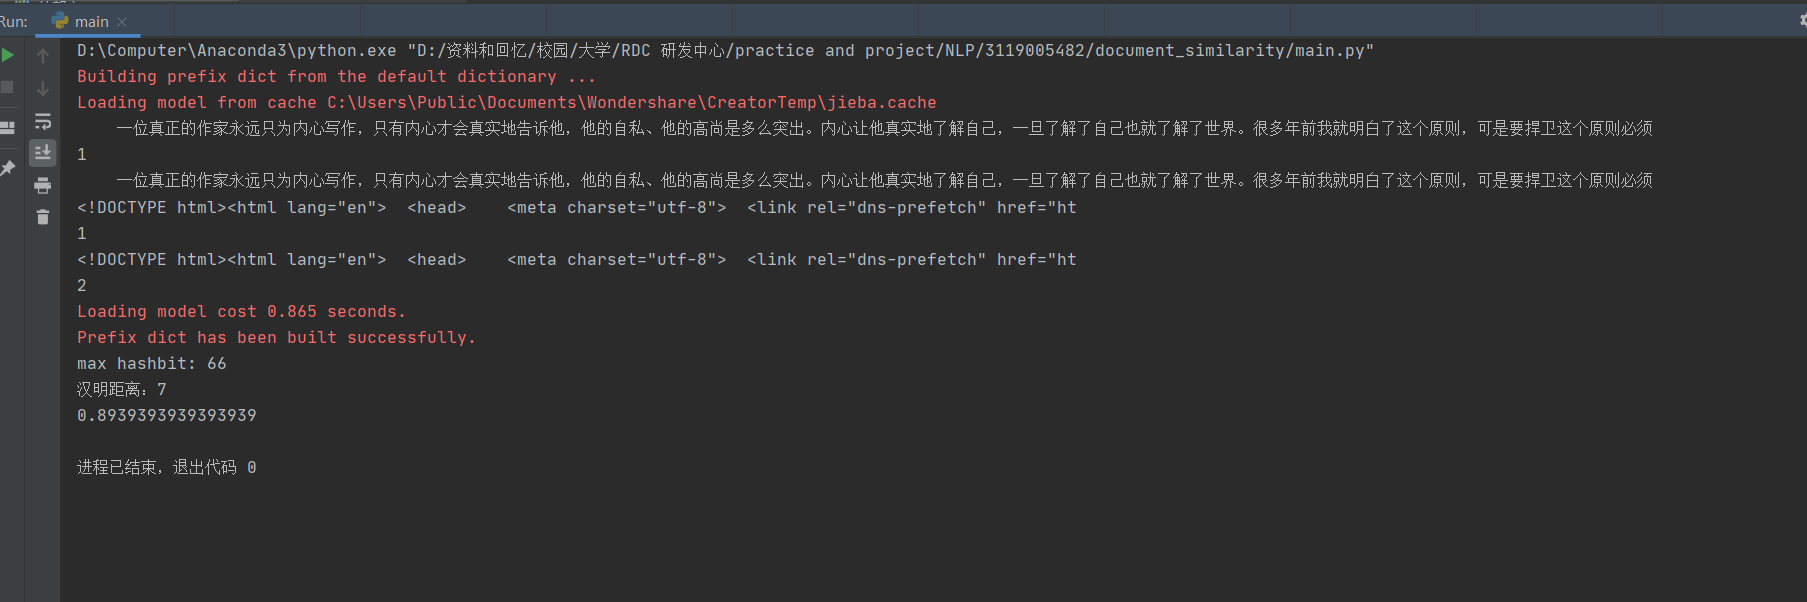 Run: main
D:\Computer\Anaconda3\python.exe "D:/资料和回忆/校园/大学/RDC 研发中心/practice and project/NLP/3119005482/document_similarity/main.py"
Building prefix dict from the default dictionary ...
Loading model from cache C:\Users\Public\Documents\Wondershare\CreatorTemp\jieba.cache
一位真正的作家永远只为内心写作，只有内心才会真实地告诉他，他的自私、他的高尚是多么突出。内心让他真实地了解自己，一旦了解了自己也就了解了世界。很多年前我就明白了这个原则，可是要捍卫这个原则必须
1
一位真正的作家永远只为内心写作，只有内心才会真实地告诉他，他的自私、他的高尚是多么突出。内心让他真实地了解自己，一旦了解了自己也就了解了世界。很多年前我就明白了这个原则，可是要捍卫这个原则必须
<!DOCTYPE html><html lang="en">  <head>    <meta charset="utf-8">  <link rel="dns-prefetch" href="ht
1
<!DOCTYPE html><html lang="en">  <head>    <meta charset="utf-8">  <link rel="dns-prefetch" href="ht
2
Loading model cost 0.865 seconds.
Prefix dict has been built successfully.
max hashbit: 66
汉明距离：7
0.8939393939393939
进程已结束，退出代码 0